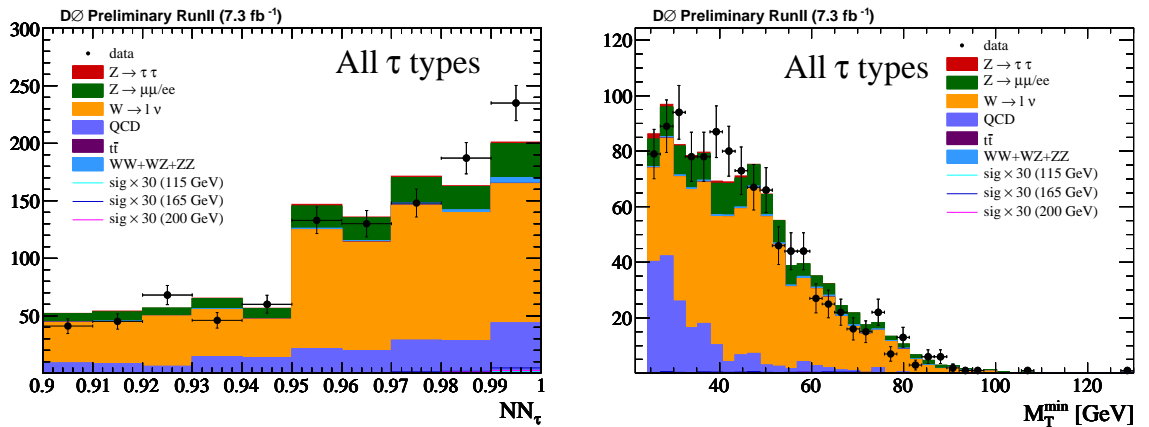 DØ Preliminary RunII (7.3 fb⁻¹)
300
250
200
150
100
50
data
Z → τ τ
Z → μμ/ee
W → l ν
QCD
tt̄
WW+WZ+ZZ
sig × 30 (115 GeV)
sig × 30 (165 GeV)
sig × 30 (200 GeV)
All τ types
0.9 0.91 0.92 0.93 0.94 0.95 0.96 0.97 0.98 0.99 1
NN_τ
DØ Preliminary RunII (7.3 fb⁻¹)
120
100
80
60
40
20
All τ types
data
Z → τ τ
Z → μμ/ee
W → l ν
QCD
tt̄
WW+WZ+ZZ
sig × 30 (115 GeV)
sig × 30 (165 GeV)
sig × 30 (200 GeV)
40 60 80 100 120
M_T^min [GeV]